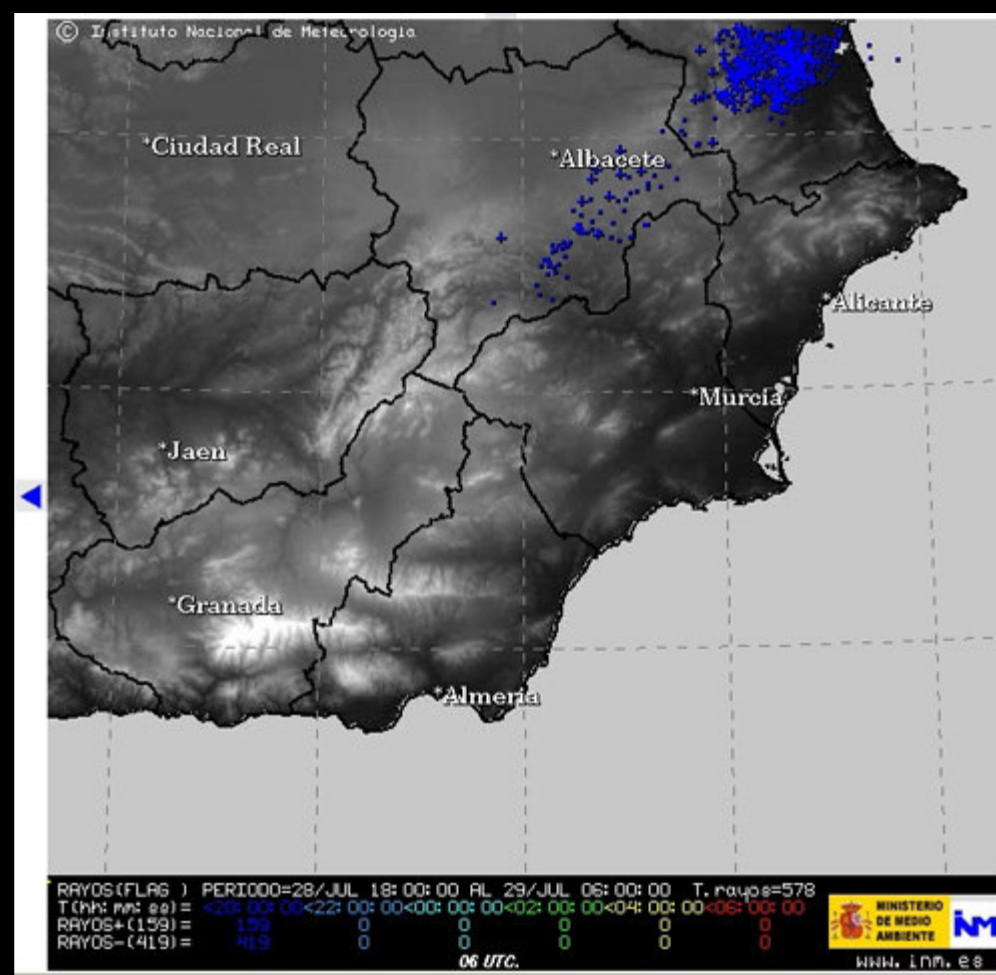 © Instituto Nacional de Meteorologia
*Ciudad Real
*Albacete
*Alicante
*Murcia
*Jaen
*Granada
*Almeria
RAYOS(FLAG ) PERIODO=28/JUL 18:00:00 AL 29/JUL 06:00:00 T.rayos=578
T(hh:mm:ss)= <20:00:00<22:00:00<00:00:00<02:00:00<04:00:00<06:00:00
RAYOS+(159)= 159 0 0 0 0 0
RAYOS-(419)= 419 0 0 0 0 0
06 UTC.
MINISTERIO
DE MEDIO
AMBIENTE
inm
www.inm.es